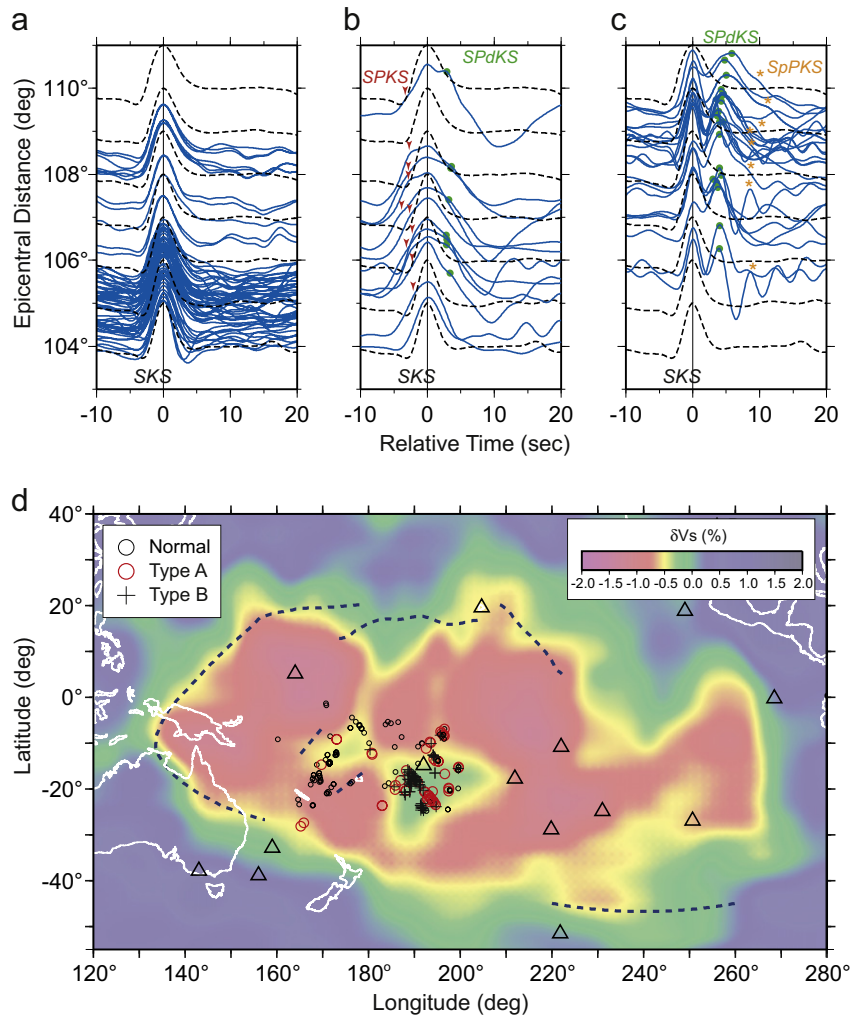 a
b
c
Epicentral Distance (deg)
110°
108°
106°
104°
SKS
-10 0 10 20
SPKS
SPdKS
SKS
-10 0 10 20
SPdKS
SpPKS
SKS
-10 0 10 20
Relative Time (sec)
d
Latitude (deg)
40°
20°
0°
-20°
-40°
Normal
Type A
Type B
δVs (%)
-2.0 -1.5 -1.0 -0.5 0.0 0.5 1.0 1.5 2.0
120° 140° 160° 180° 200° 220° 240° 260° 280°
Longitude (deg)